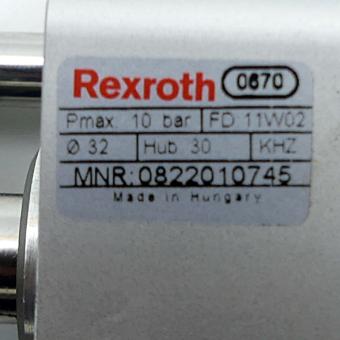 Rexroth 0670
Pmax. 10 bar FD 11W02
Ø 32 Hub 30 KHZ
MNR:0822010745
Made in Hungary